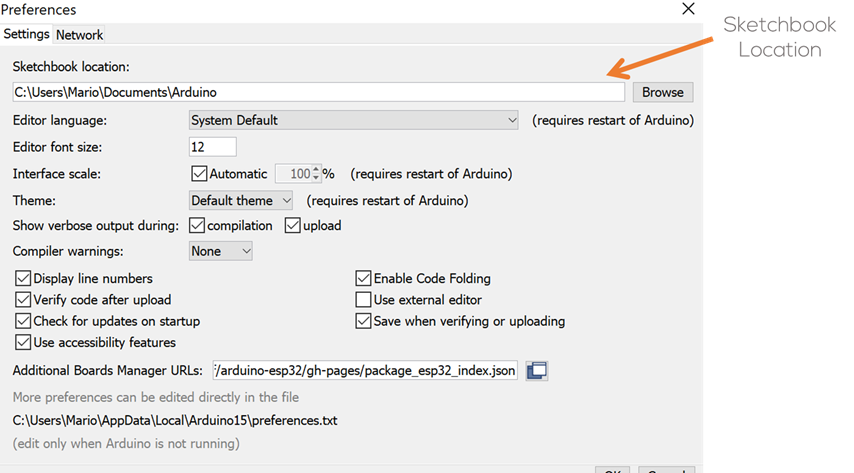 Preferences
Settings Network
Sketchbook
Location
Sketchbook location:
C:\Users\Mario\Documents\Arduino Browse
Editor language: System Default (requires restart of Arduino)
Editor font size: 12
Interface scale: Automatic 100 % (requires restart of Arduino)
Theme: Default theme (requires restart of Arduino)
Show verbose output during: compilation upload
Compiler warnings: None
Display line numbers Enable Code Folding
Verify code after upload Use external editor
Check for updates on startup Save when verifying or uploading
Use accessibility features
Additional Boards Manager URLs: /arduino-esp32/gh-pages/package_esp32_index.json
More preferences can be edited directly in the file
C:\Users\Mario\AppData\Local\Arduino15\preferences.txt
(edit only when Arduino is not running)